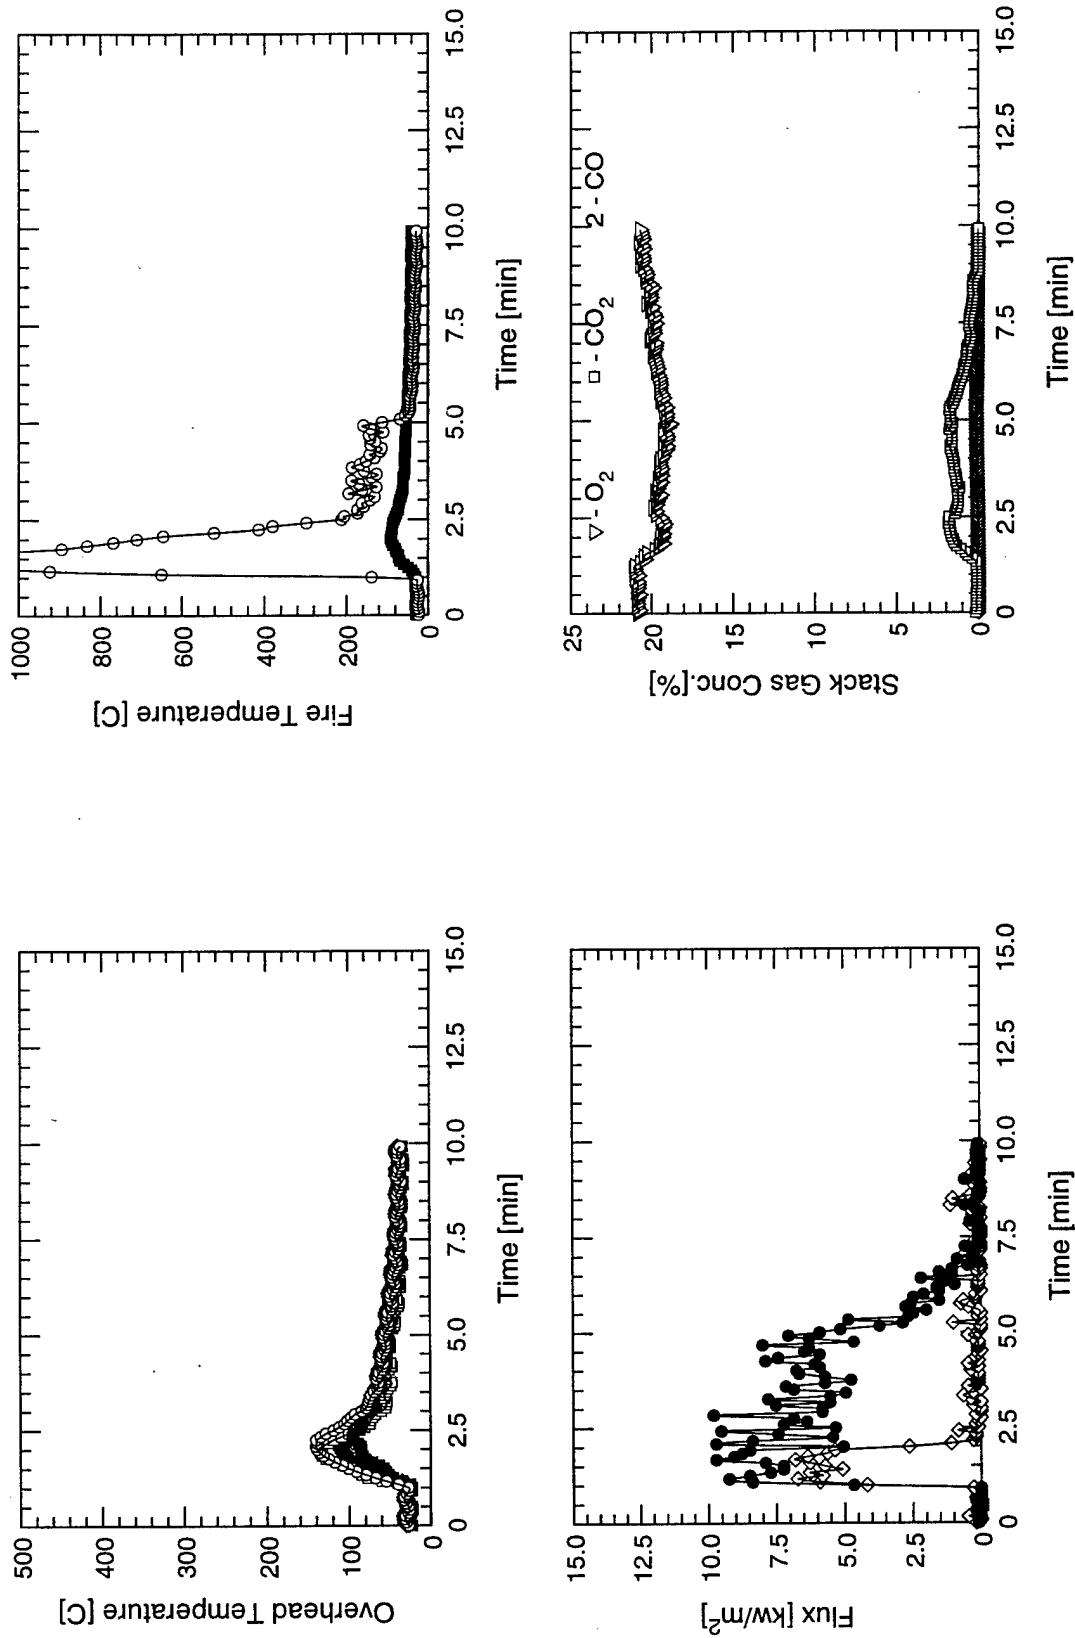 Overhead Temperature [C]
500
400
300
200
100
0
0 2.5 5.0 7.5 10.0 12.5 15.0
Time [min]
Fire Temperature [C]
1000
800
600
400
200
0
0 2.5 5.0 7.5 10.0 12.5 15.0
Time [min]
Flux [kw/m²]
15.0
12.5
10.0
7.5
5.0
2.5
0
0 2.5 5.0 7.5 10.0 12.5 15.0
Time [min]
Stack Gas Conc.[%]
25
20
15
10
5
0
▽ - O₂ □ - CO₂ 2 - CO
0 2.5 5.0 7.5 10.0 12.5 15.0
Time [min]